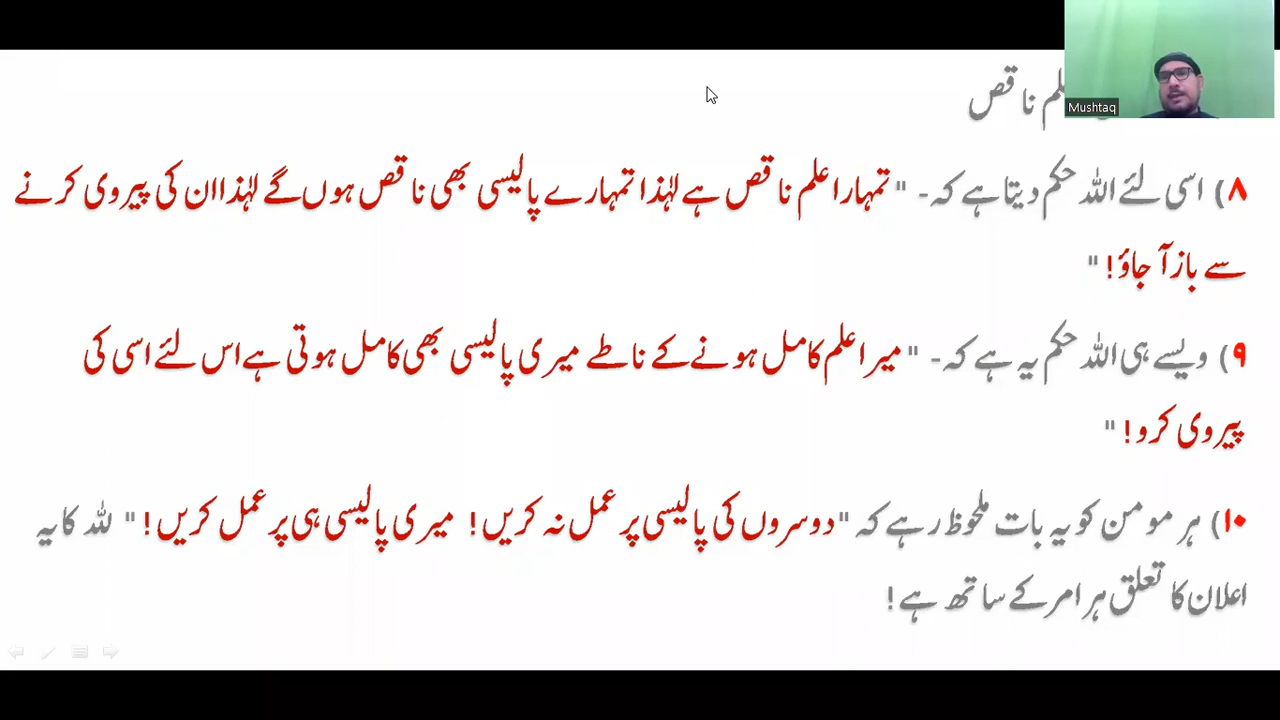 علم ناقص
Mushtaq
۸) اسی لئے اللہ حکم دیتا ہے کہ- " تمہارا علم ناقص ہے لہٰذا تمہارے پالیسی بھی ناقص ہوں گے لہٰذا ان کی پیروی کرنے
سے باز آ جاؤ! "
۹) ویسے ہی اللہ حکم یہ ہے کہ- " میرا علم کامل ہونے کے ناطے میری پالیسی بھی کامل ہوتی ہے اس لئے اسی کی
پیروی کرو! "
۱۰) ہر مومن کو یہ بات ملحوظ رہے کہ "دوسروں کی پالیسی پر عمل نہ کریں! میری پالیسی ہی پر عمل کریں!" للہ کا یہ
اعلان کا تعلق ہر امر کے ساتھ ہے!